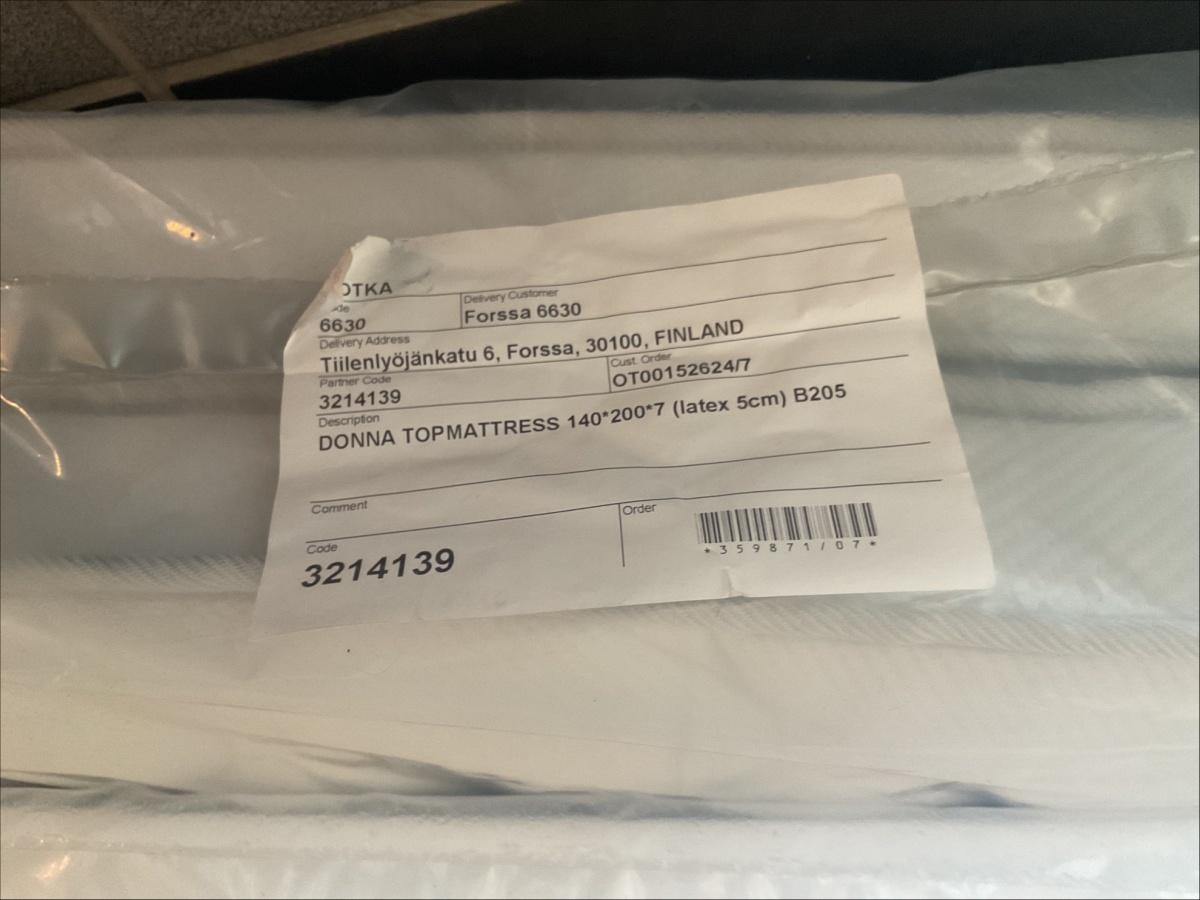 OTKA
6630
Delivery Customer
Forssa 6630
Delivery Address
Tiilenlyöjänkatu 6, Forssa, 30100, FINLAND
Partner Code
3214139
Cust. Order
OT00152624/7
Description
DONNA TOPMATTRESS 140*200*7 (latex 5cm) B205
Comment
Code
3214139
Order
*359871/07*